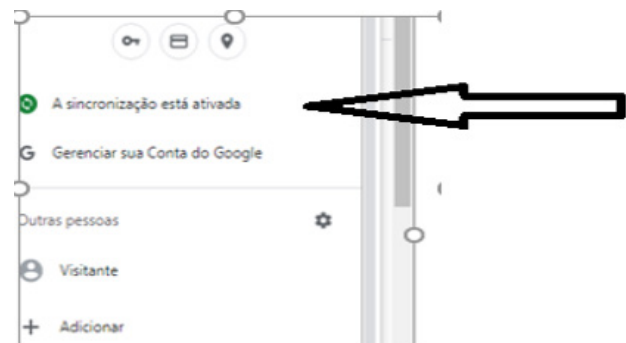 A sincronização está ativada
G Gerenciar sua Conta do Google
Outras pessoas
Visitante
+ Adicionar